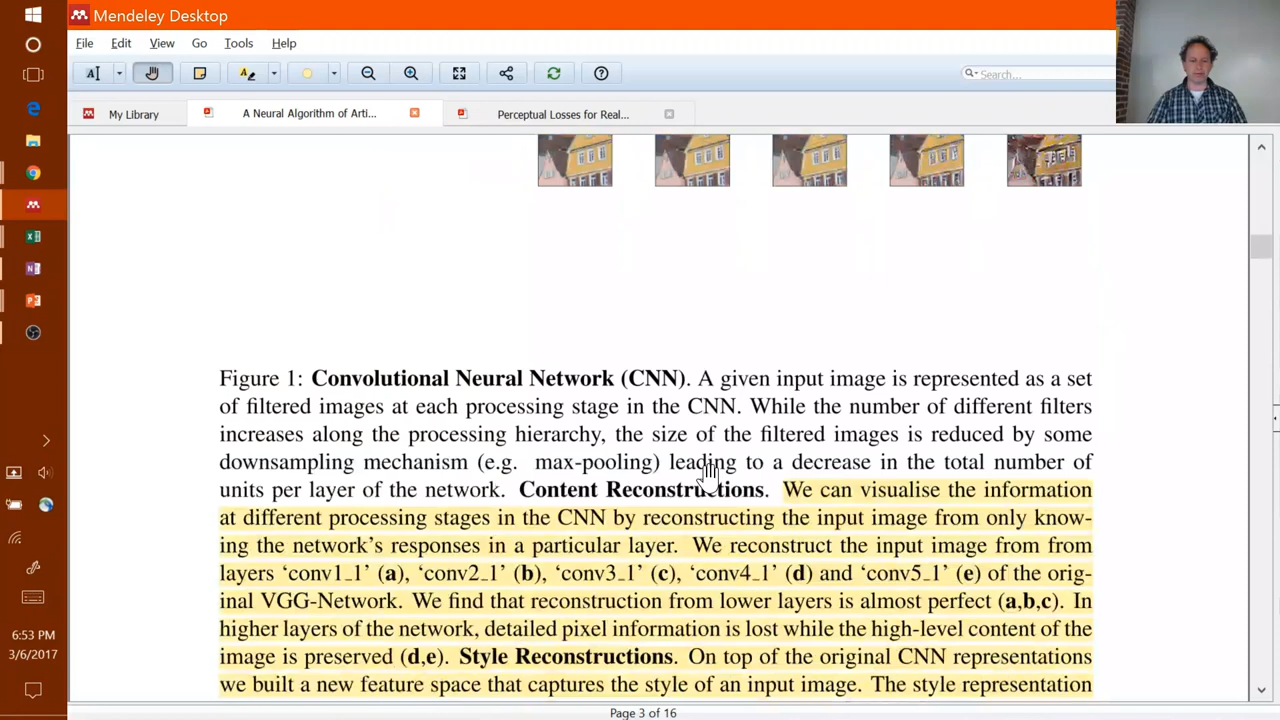 Mendeley Desktop
File Edit View Go Tools Help
Search...
My Library
A Neural Algorithm of Arti...
Perceptual Losses for Real...
Figure 1: Convolutional Neural Network (CNN). A given input image is represented as a set
of filtered images at each processing stage in the CNN. While the number of different filters
increases along the processing hierarchy, the size of the filtered images is reduced by some
downsampling mechanism (e.g. max-pooling) leading to a decrease in the total number of
units per layer of the network. Content Reconstructions. We can visualise the information
at different processing stages in the CNN by reconstructing the input image from only know-
ing the network's responses in a particular layer. We reconstruct the input image from from
layers 'conv1_1' (a), 'conv2_1' (b), 'conv3_1' (c), 'conv4_1' (d) and 'conv5_1' (e) of the orig-
inal VGG-Network. We find that reconstruction from lower layers is almost perfect (a,b,c). In
higher layers of the network, detailed pixel information is lost while the high-level content of the
image is preserved (d,e). Style Reconstructions. On top of the original CNN representations
we built a new feature space that captures the style of an input image. The style representation
6:53 PM
3/6/2017
Page 3 of 16